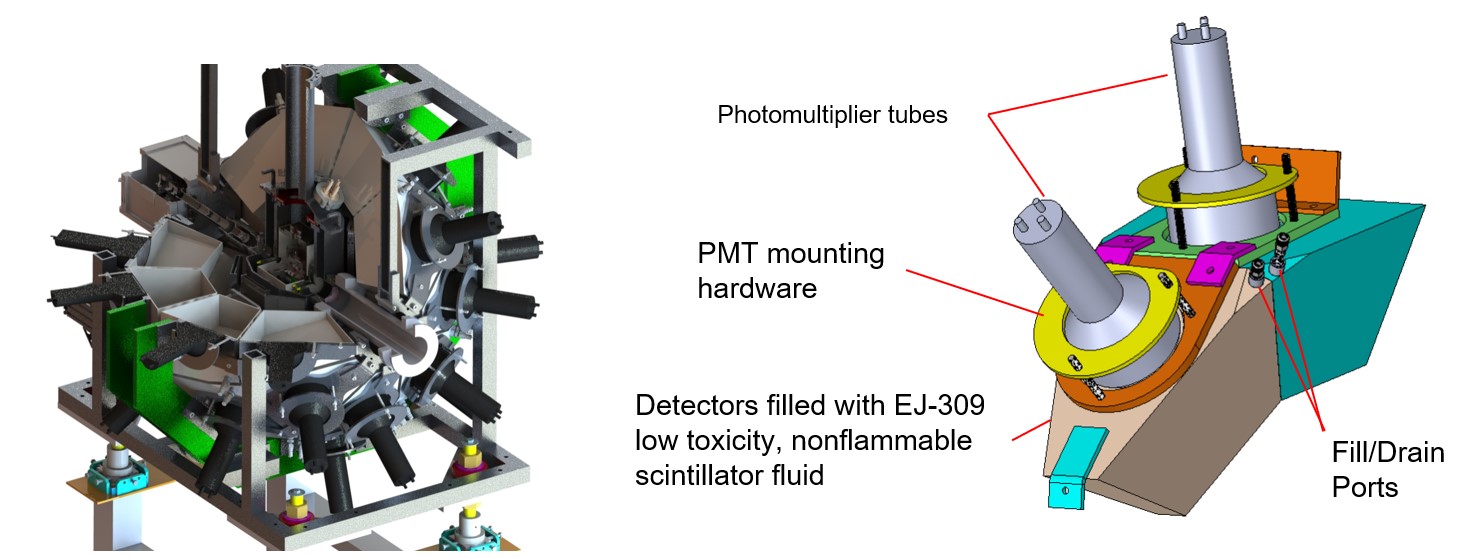 Photomultiplier tubes
PMT mounting
hardware
Detectors filled with EJ-309
low toxicity, nonflammable
scintillator fluid
Fill/Drain
Ports